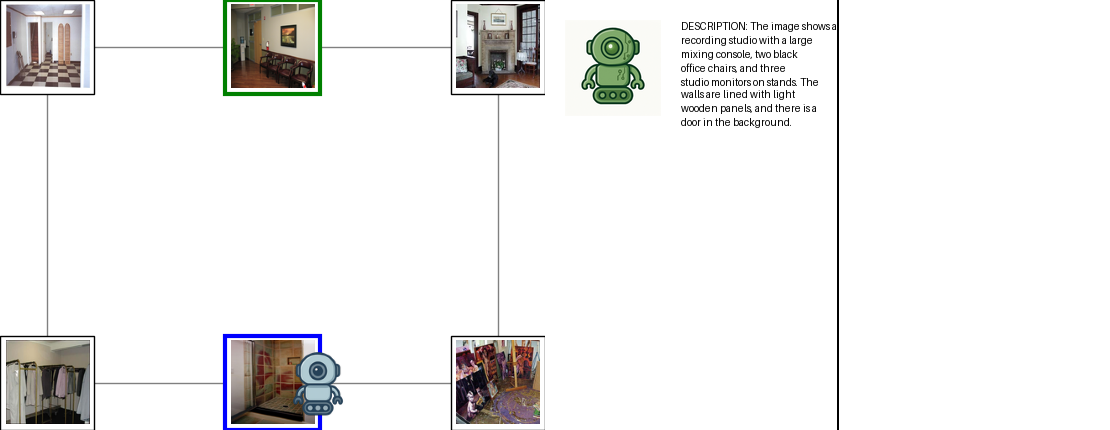 DESCRIPTION: The image shows a
recording studio with a large
mixing console, two black
office chairs, and three
studio monitors on stands. The
walls are lined with light
wooden panels, and there is a
door in the background.